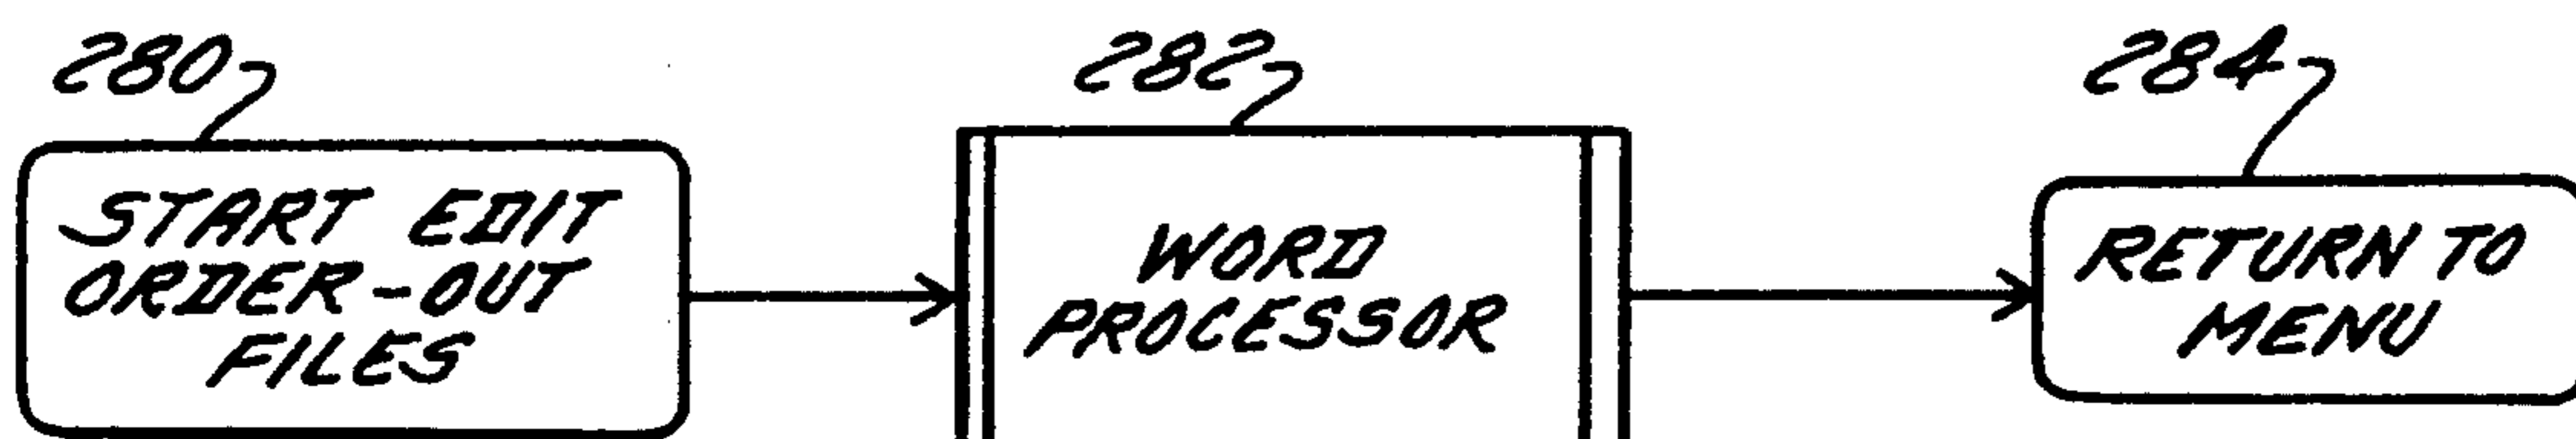 280
START EDIT
ORDER-OUT
FILES
282
WORD
PROCESSOR
284
RETURN TO
MENU